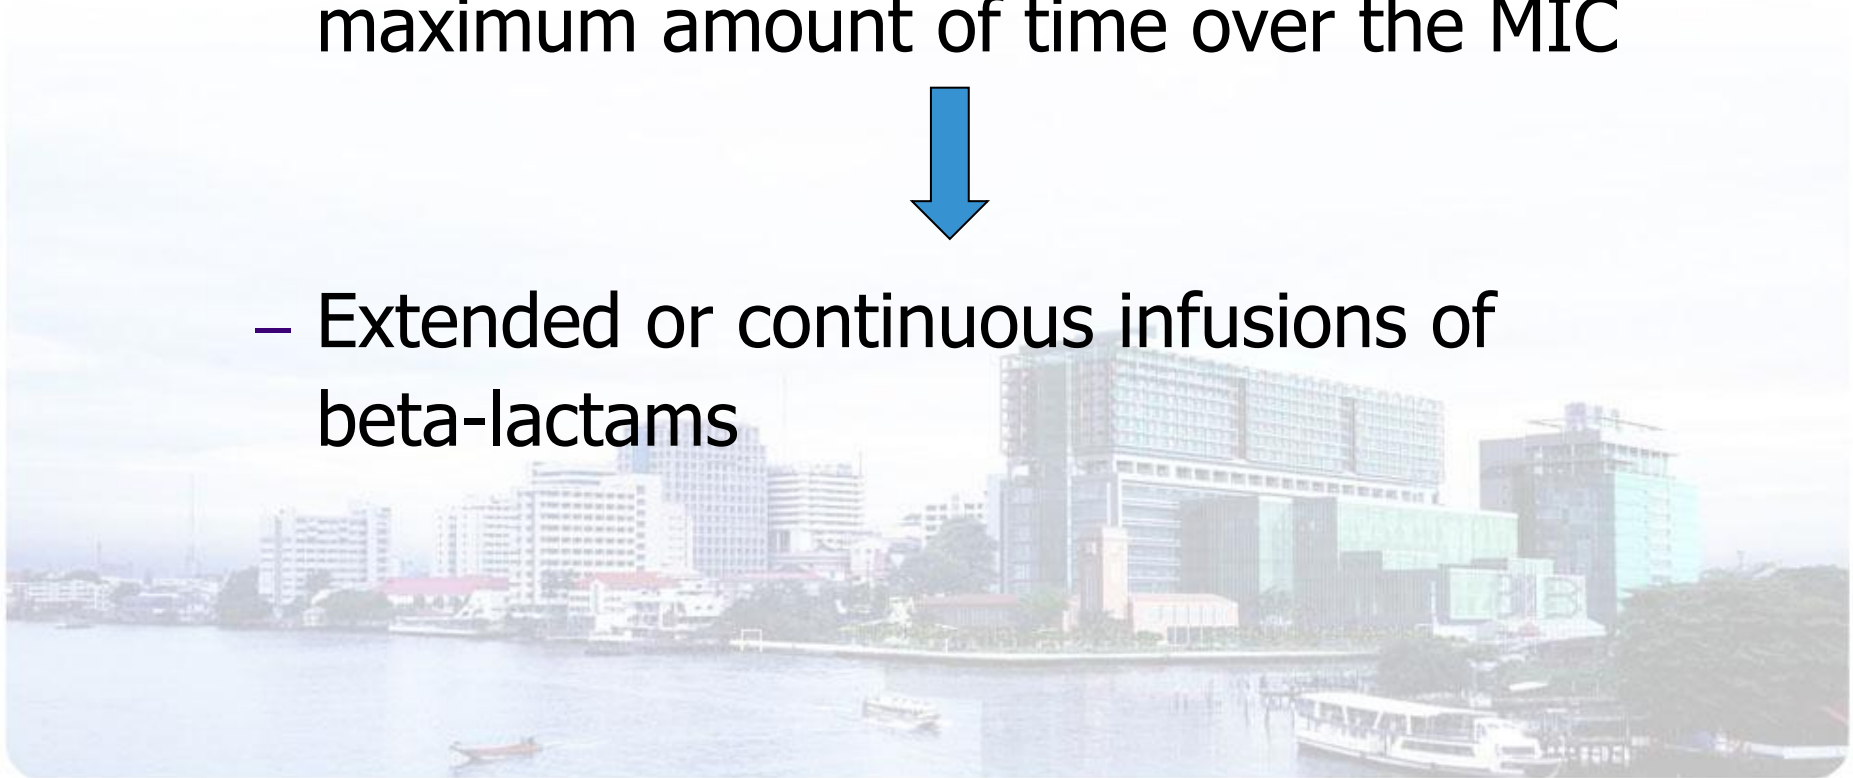 maximum amount of time over the MIC
– Extended or continuous infusions of
beta-lactams